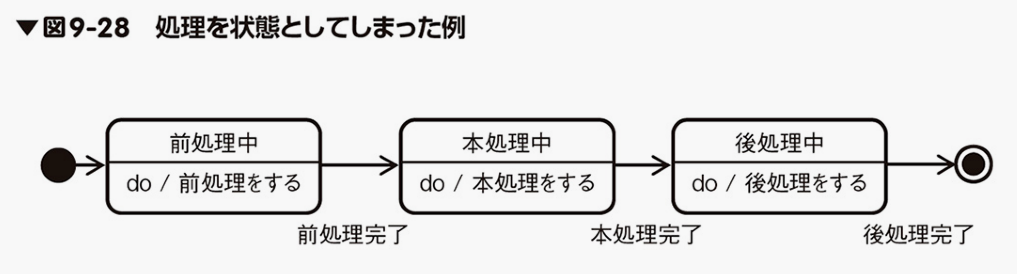 ▼図9-28　処理を状態としてしまった例
前処理中
do / 前処理をする
本処理中
do / 本処理をする
後処理中
do / 後処理をする
前処理完了
本処理完了
後処理完了